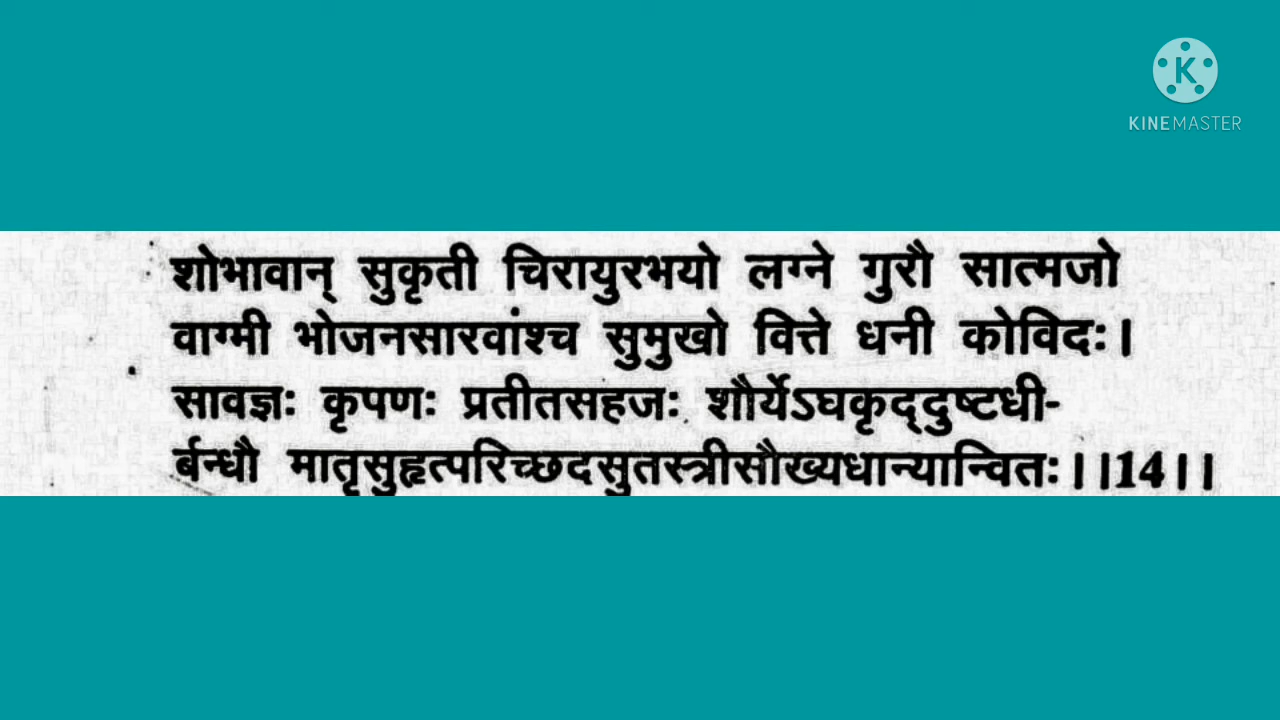 KINEMASTER
शोभावान् सुकृती चिरायुरभयो लग्ने गुरौ सात्मजो
वाग्मी भोजनसारवांश्च सुमुखो वित्ते धनी कोविदः।
सावज्ञः कृपणः प्रतीतसहजः शौर्येऽघकृद्दुष्टधी-
र्बन्धौ मातृसुहृत्परिच्छदसुतस्त्रीसौख्यधान्यान्वितः।।14।।